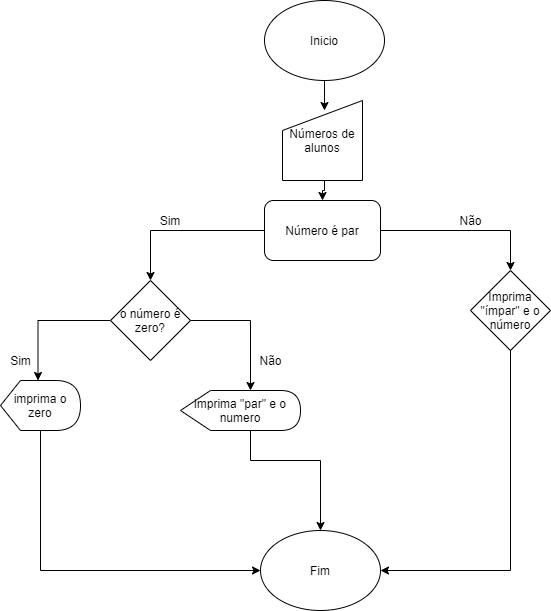 Inicio
Números de
alunos
Sim
Não
Número é par
o número é
zero?
Imprima
"ímpar" e o
número
Sim
Não
imprima o
zero
Imprima "par" e o
numero
Fim